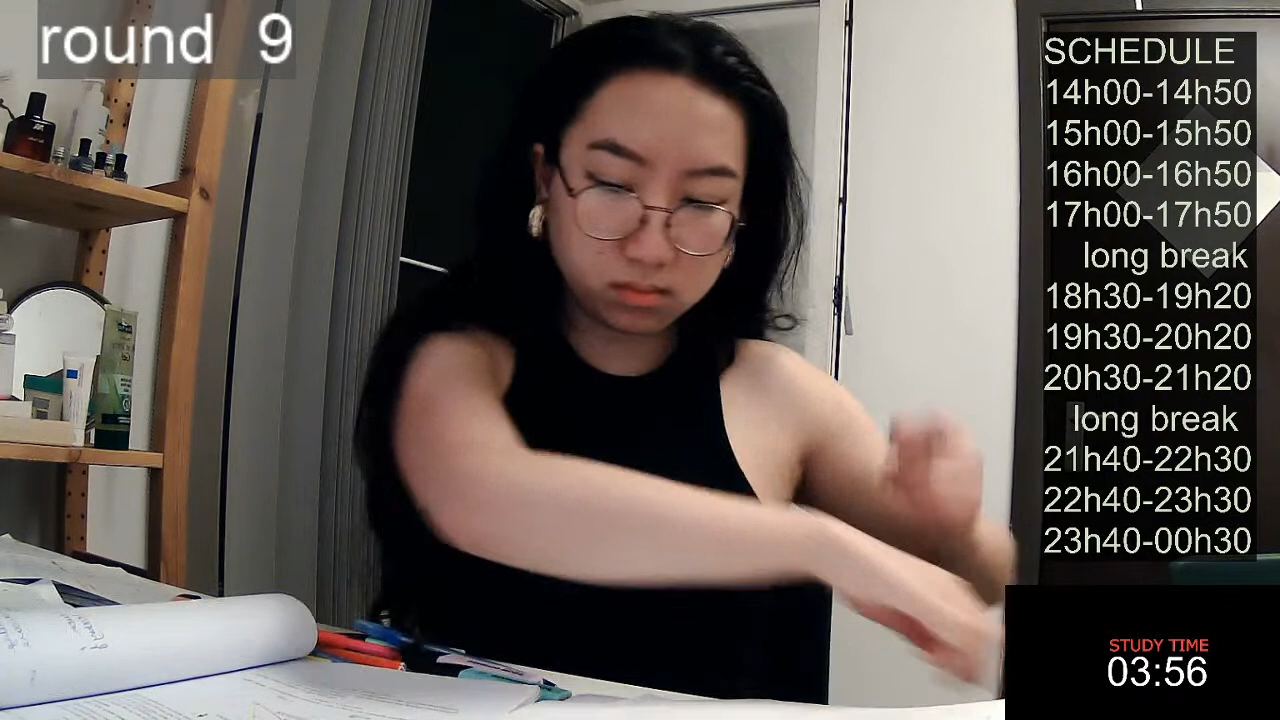 round 9
SCHEDULE
14h00-14h50
15h00-15h50
16h00-16h50
17h00-17h50
long break
18h30-19h20
19h30-20h20
20h30-21h20
long break
21h40-22h30
22h40-23h30
23h40-00h30
STUDY TIME
03:56